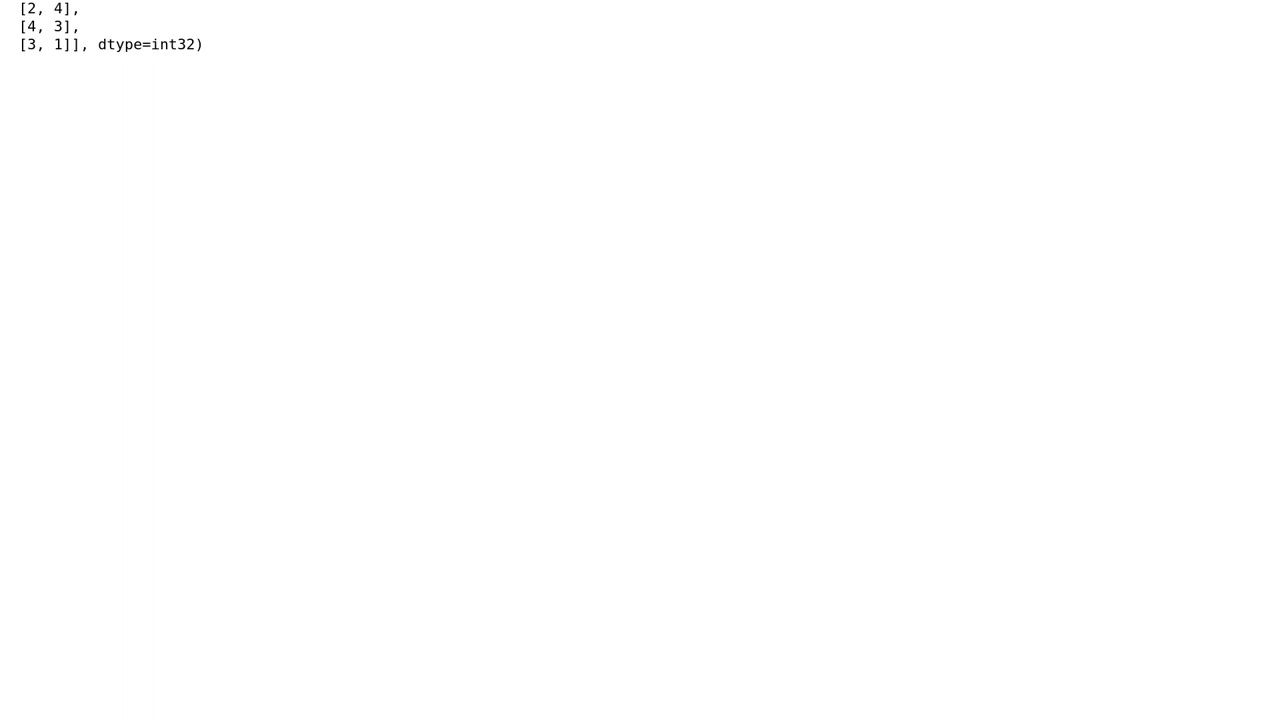 [2, 4],
[4, 3],
[3, 1]], dtype=int32)